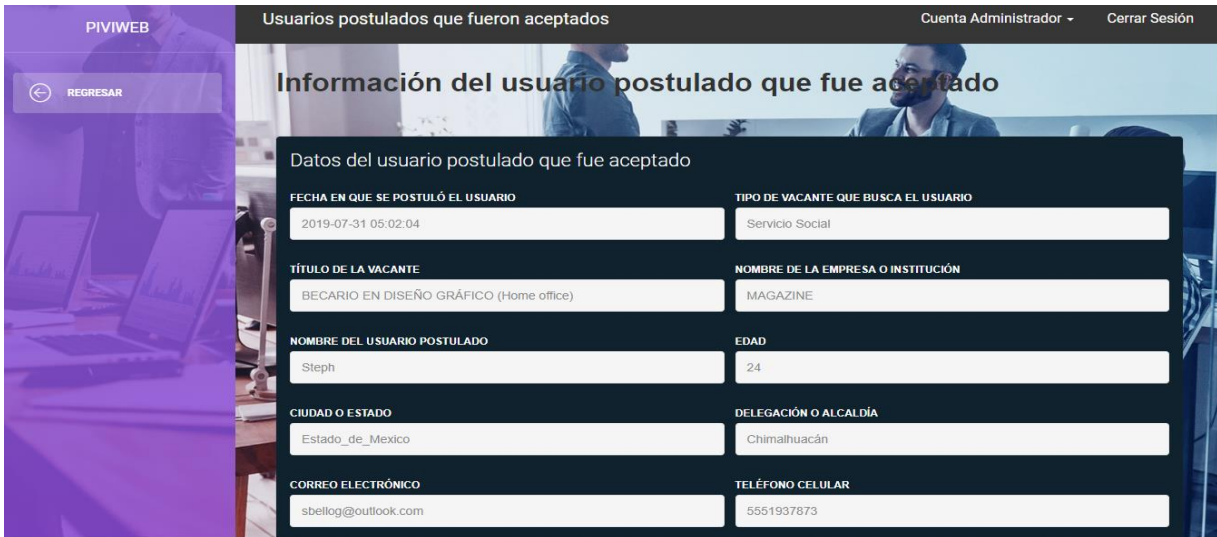 PIVIWEB
Usuarios postulados que fueron aceptados
Cuenta Administrador
Cerrar Sesión
REGRESAR
Información del usuario postulado que fue aceptado
Datos del usuario postulado que fue aceptado
FECHA EN QUE SE POSTULÓ EL USUARIO
TIPO DE VACANTE QUE BUSCA EL USUARIO
2019-07-31 05:02:04
Servicio Social
TÍTULO DE LA VACANTE
NOMBRE DE LA EMPRESA O INSTITUCIÓN
BECARIO EN DISEÑO GRÁFICO (Home office)
MAGAZINE
NOMBRE DEL USUARIO POSTULADO
EDAD
Steph
24
CIUDAD O ESTADO
DELEGACIÓN O ALCALDÍA
Estado_de_Mexico
Chimalhuacán
CORREO ELECTRÓNICO
TELÉFONO CELULAR
sbellog@outlook.com
5551937873